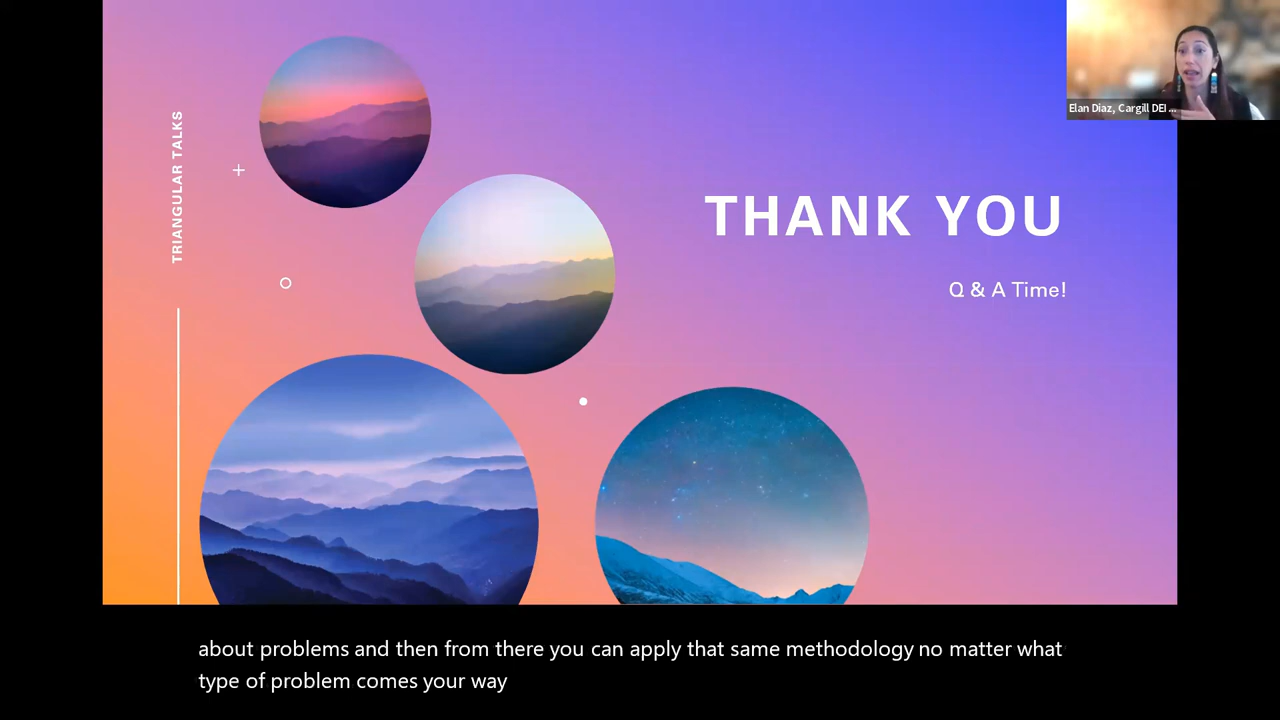 TRIANGULAR TALKS
THANK YOU
Q & A Time!
Elan Diaz, Cargill DEI ...
about problems and then from there you can apply that same methodology no matter what
type of problem comes your way